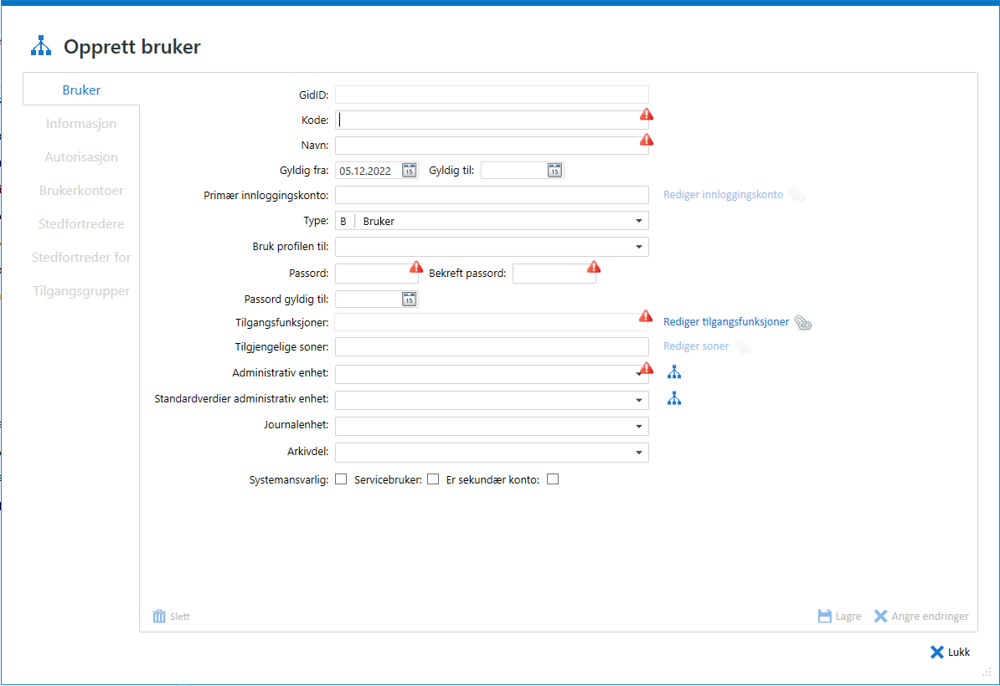 Opprett bruker
Bruker
Informasjon
Autorisasjon
Brukerkontoer
Stedfortredere
Stedfortreder for
Tilgangsgrupper
GidID:
Kode:
Navn:
Gyldig fra: 05.12.2022 15 Gyldig til: 15
Primær innloggingskonto: Rediger innloggingskonto
Type: B Bruker
Bruk profilen til:
Passord: Bekreft passord:
Passord gyldig til: 15
Tilgangsfunksjoner: Rediger tilgangsfunksjoner
Tilgjengelige soner: Rediger soner
Administrativ enhet:
Standardverdier administrativ enhet:
Journalenhet:
Arkivdel:
Systemansvarlig: Servicebruker: Er sekundær konto:
Slett Lagre Angre endringer
Lukk